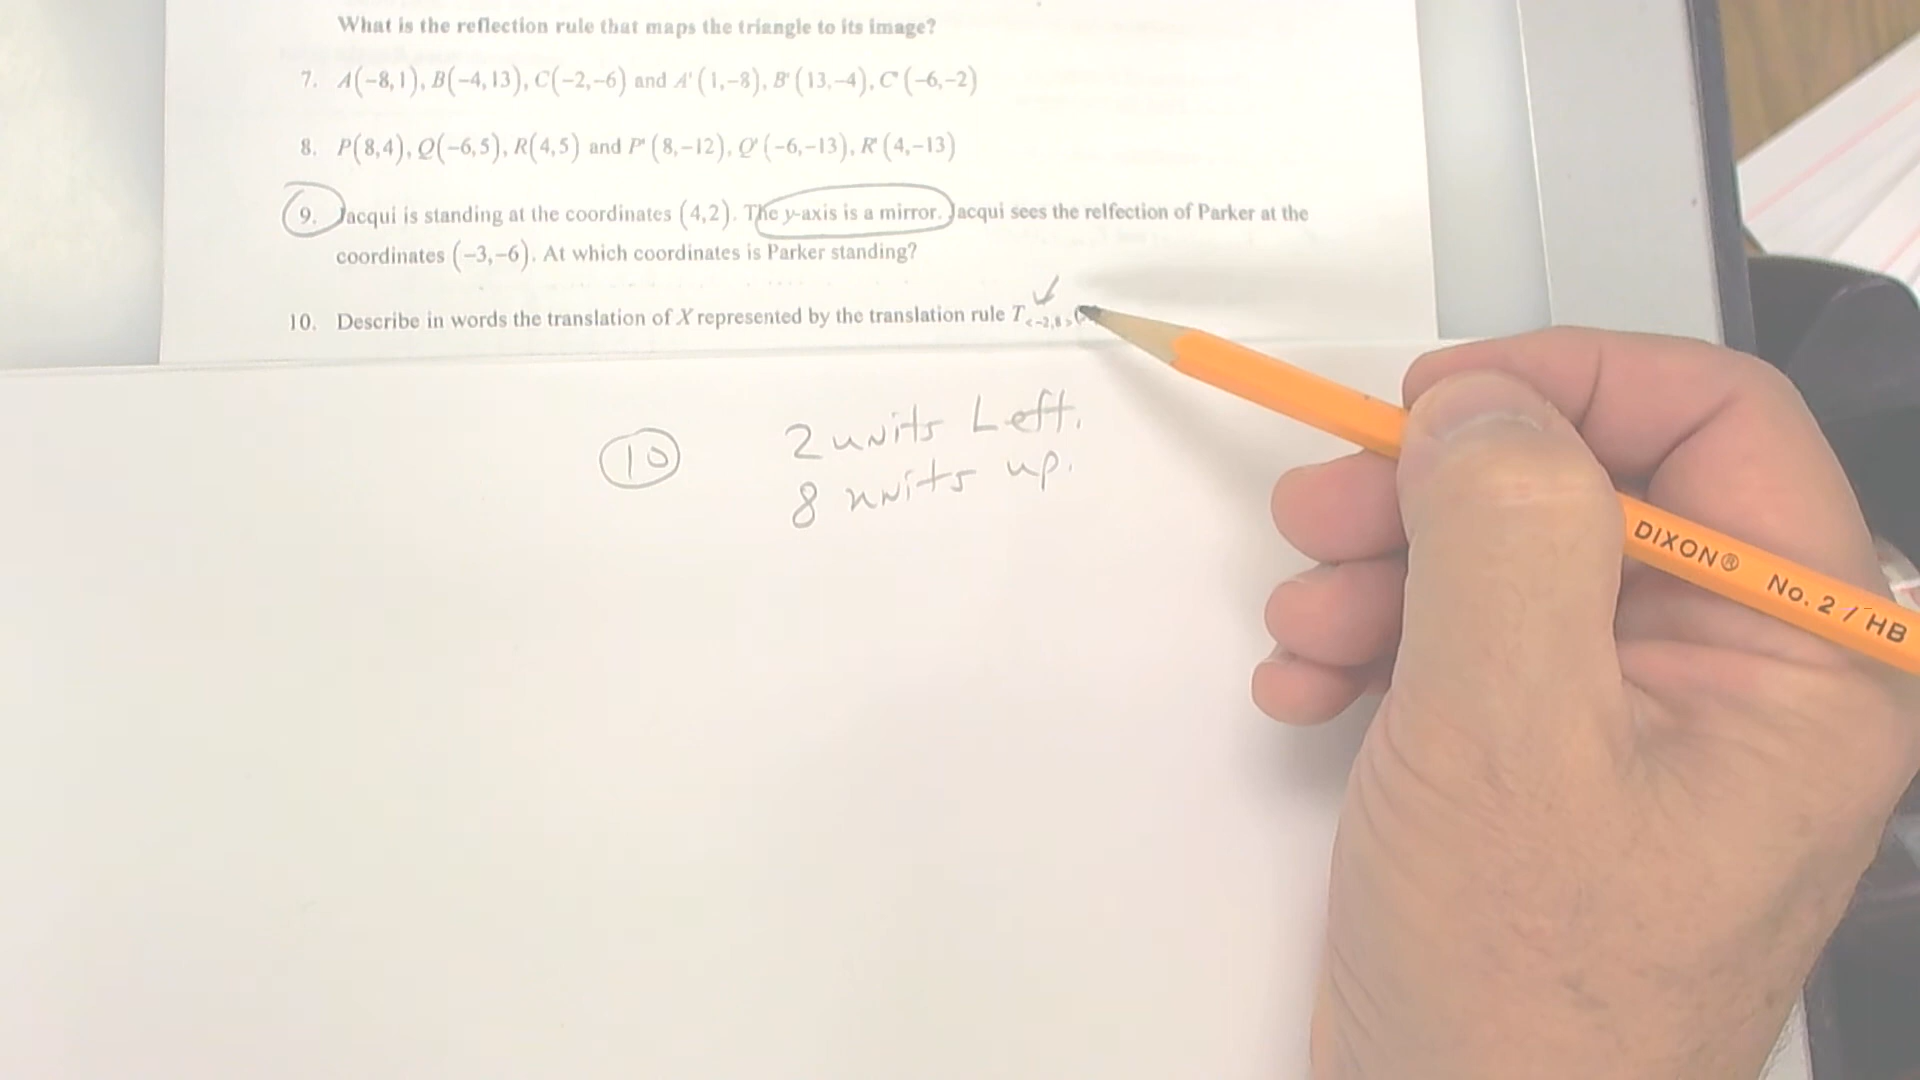 What is the reflection rule that maps the triangle to its image?
7. A(−8,1), B(−4,13), C(−2,−6) and A′(1,−8), B′(13,−4), C′(−6,−2)
8. P(8,4), Q(−6,5), R(4,5) and P′(8,−12), Q′(−6,−13), R′(4,−13)
9. Jacqui is standing at the coordinates (4,2). The y-axis is a mirror. Jacqui sees the relfection of Parker at the
coordinates (−3,−6). At which coordinates is Parker standing?
10. Describe in words the translation of X represented by the translation rule T<−2,8>(
10 2 units Left.
8 units up.
DIXON® No. 2 / HB